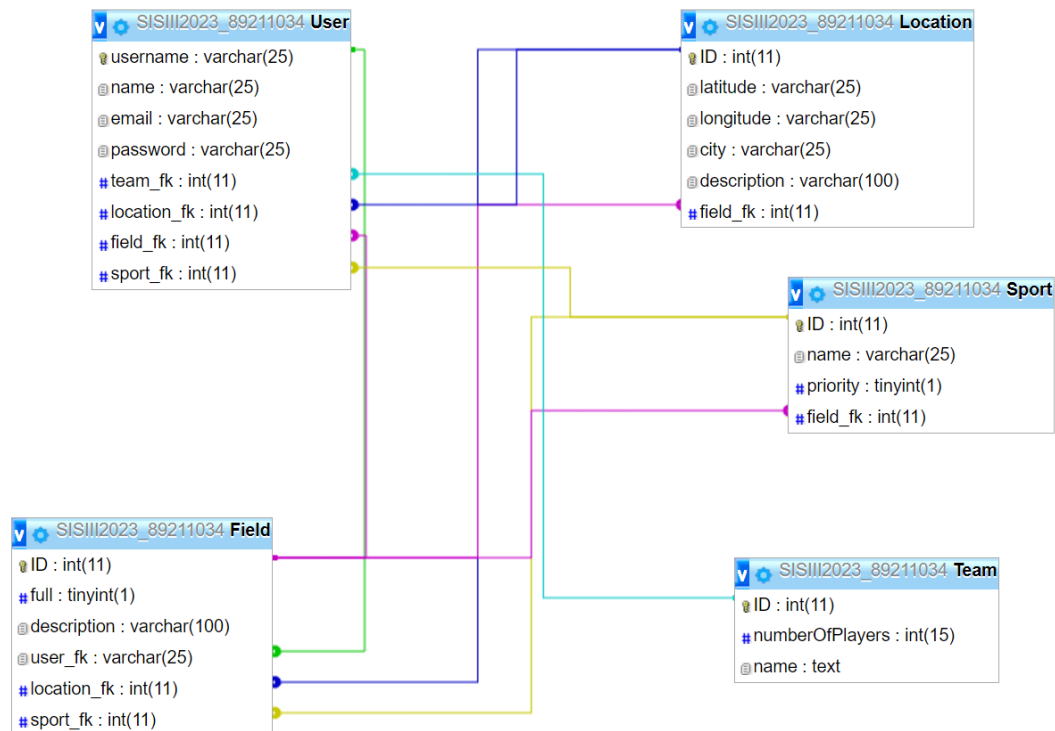 SISIII2023_89211034 User
username : varchar(25)
name : varchar(25)
email : varchar(25)
password : varchar(25)
team_fk : int(11)
location_fk : int(11)
field_fk : int(11)
sport_fk : int(11)
SISIII2023_89211034 Location
ID : int(11)
latitude : varchar(25)
longitude : varchar(25)
city : varchar(25)
description : varchar(100)
field_fk : int(11)
SISIII2023_89211034 Sport
ID : int(11)
name : varchar(25)
priority : tinyint(1)
field_fk : int(11)
SISIII2023_89211034 Field
ID : int(11)
full : tinyint(1)
description : varchar(100)
user_fk : varchar(25)
location_fk : int(11)
sport_fk : int(11)
SISIII2023_89211034 Team
ID : int(11)
numberOfPlayers : int(15)
name : text